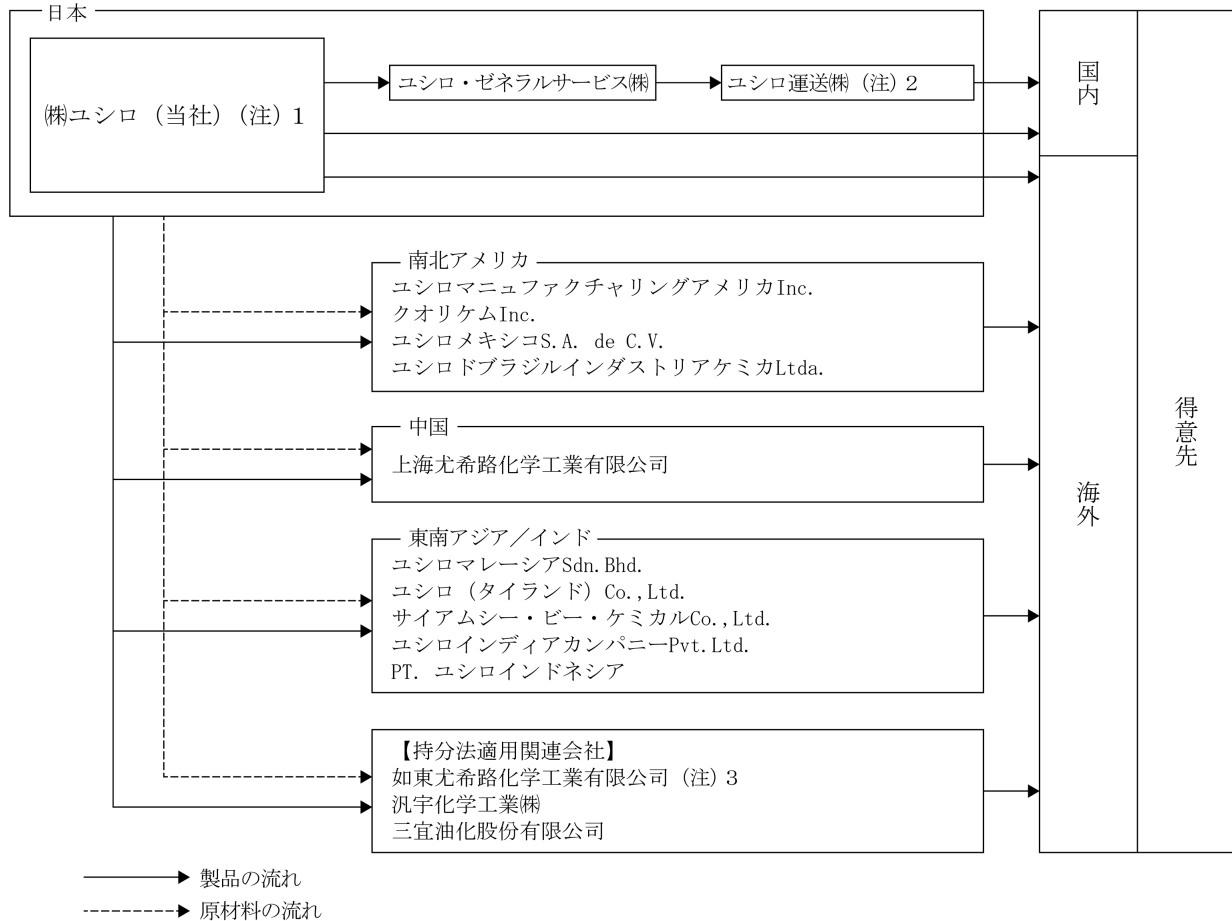 日本
㈱ユシロ（当社）（注）１
ユシロ・ゼネラルサービス㈱
ユシロ運送㈱（注）２
国内
海外
得意先
南北アメリカ
ユシロマニュファクチャリングアメリカInc.
クオリケムInc.
ユシロメキシコS.A. de C.V.
ユシロドブラジルインダストリアケミカLtda.
中国
上海尤希路化学工業有限公司
東南アジア／インド
ユシロマレーシアSdn.Bhd.
ユシロ（タイランド）Co.,Ltd.
サイアムシー・ビー・ケミカルCo.,Ltd.
ユシロインディアカンパニーPvt.Ltd.
PT. ユシロインドネシア
【持分法適用関連会社】
如東尤希路化学工業有限公司（注）３
汎宇化学工業㈱
三宜油化股份有限公司
製品の流れ
原材料の流れ